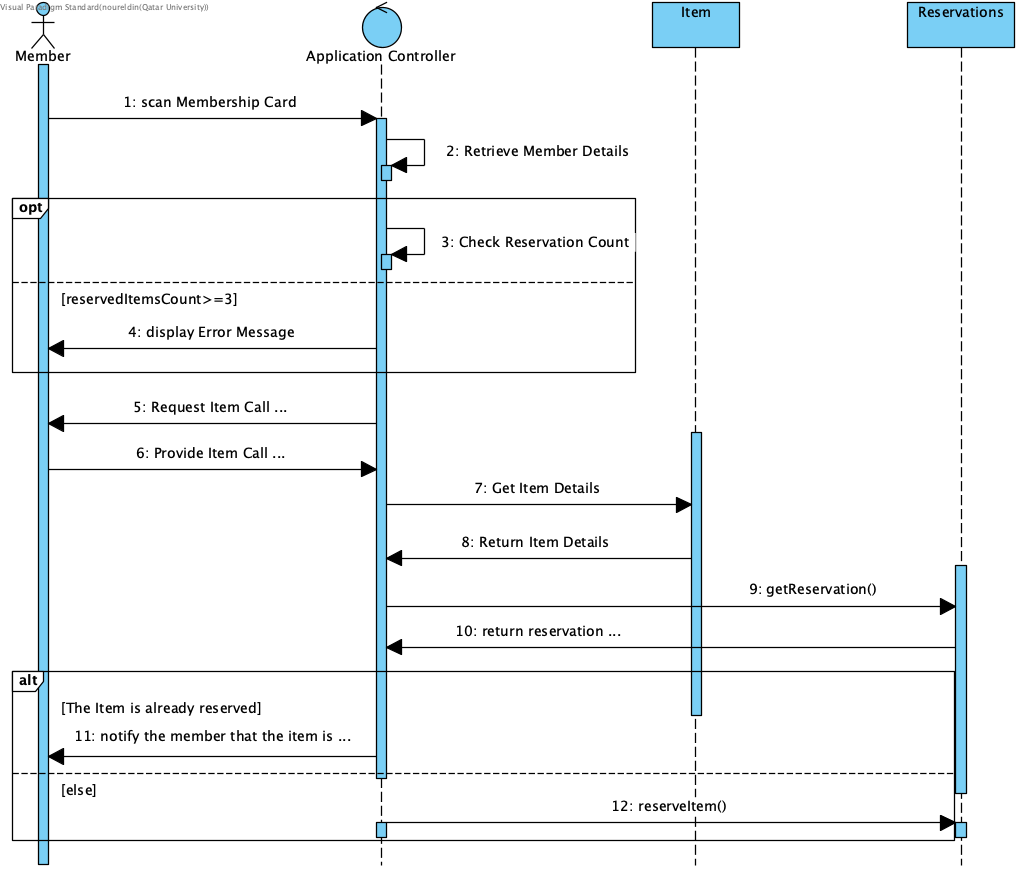 Visual Paradigm Standard(noureldin(Qatar University))
Item
Reservations
Member
Application Controller
1: scan Membership Card
2: Retrieve Member Details
opt
3: Check Reservation Count
[reservedItemsCount>=3]
4: display Error Message
5: Request Item Call ...
6: Provide Item Call ...
7: Get Item Details
8: Return Item Details
9: getReservation()
10: return reservation ...
alt
[The Item is already reserved]
11: notify the member that the item is ...
[else]
12: reserveItem()